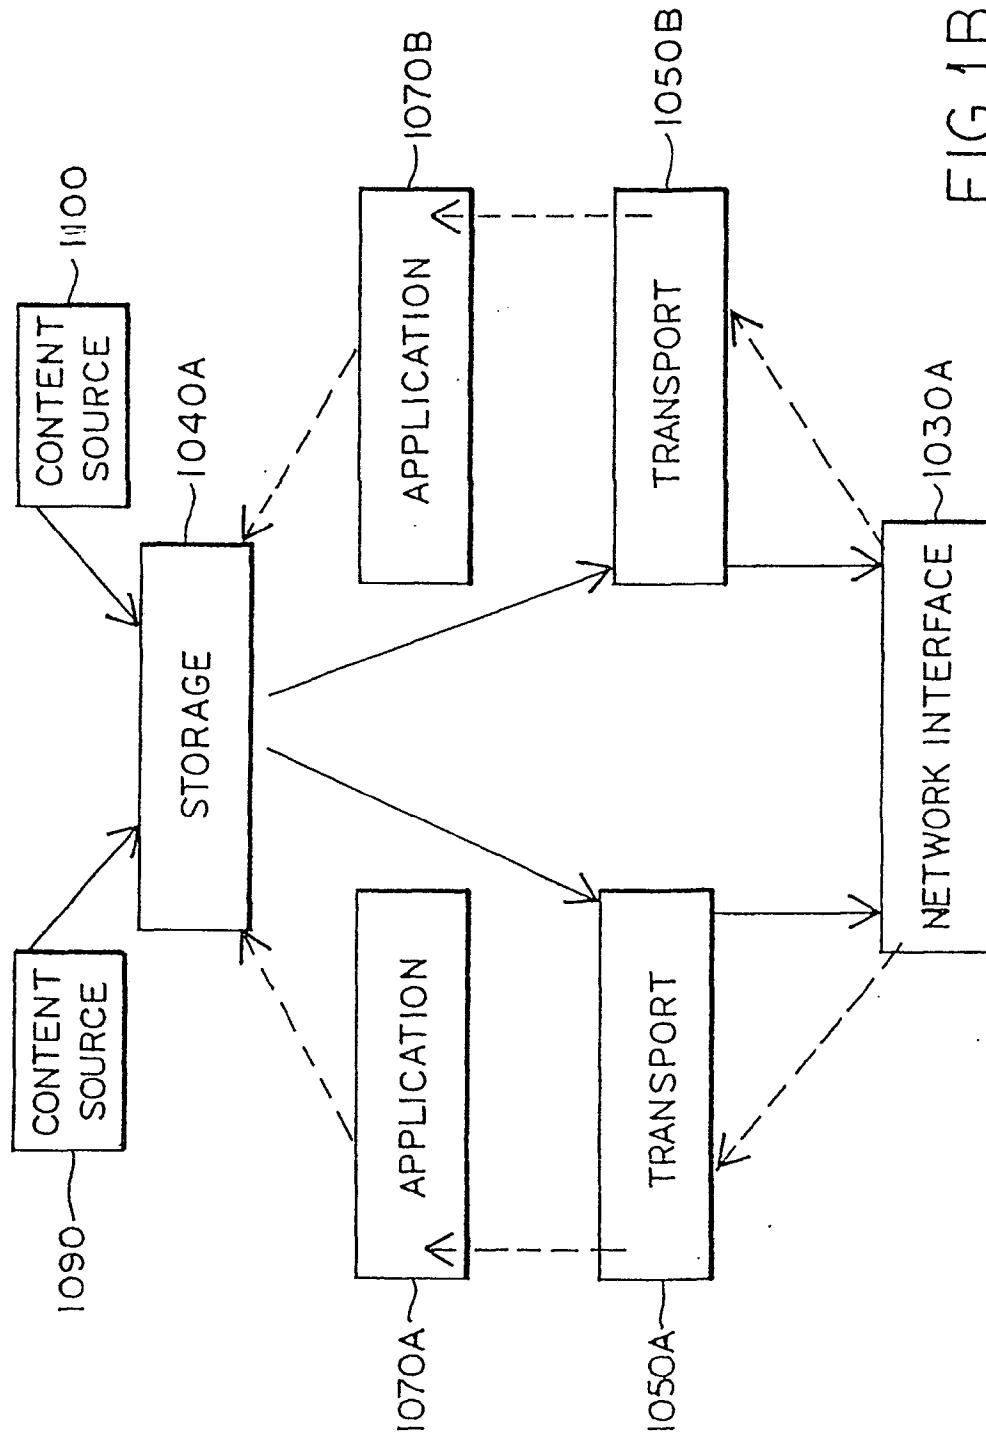 CONTENT
SOURCE
1090
CONTENT
SOURCE
1100
STORAGE
1040A
APPLICATION
1070A
APPLICATION
1070B
TRANSPORT
1050A
TRANSPORT
1050B
NETWORK INTERFACE
1030A
FIG. 1B